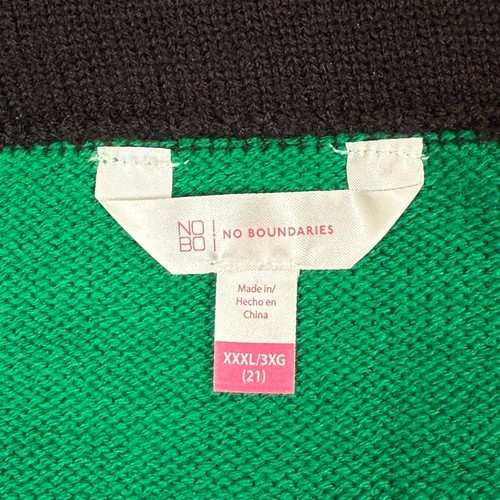 NO
BO
NO BOUNDARIES
Made in/
Hecho en
China
XXXL/3XG
(21)